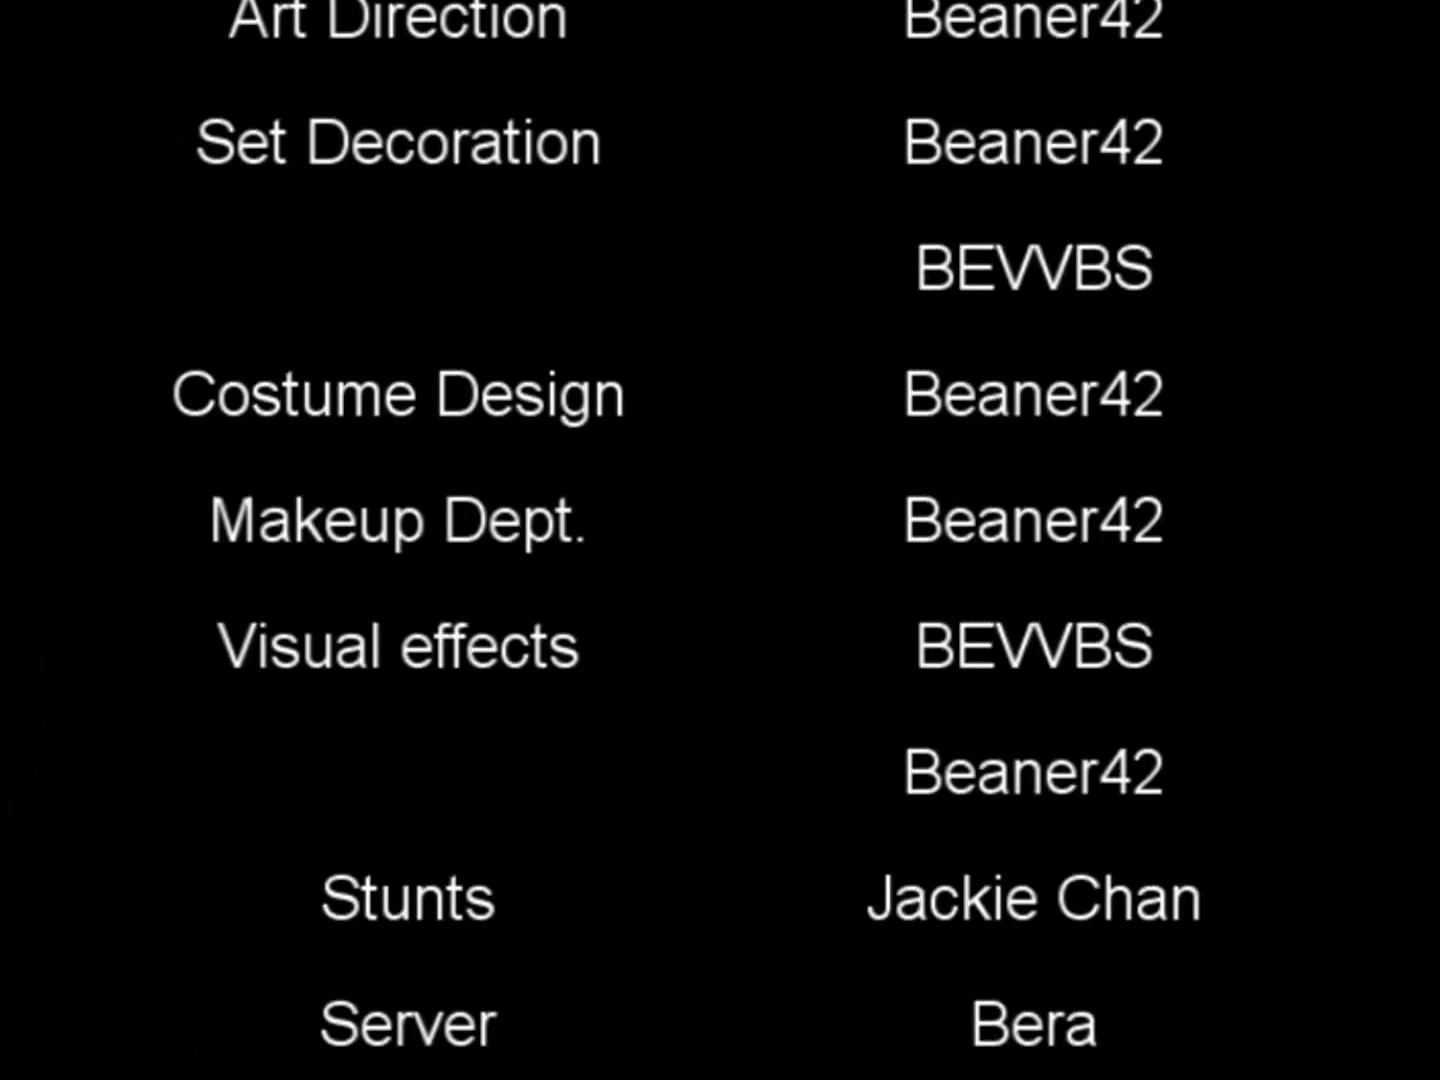 Art Direction Beaner42
Set Decoration Beaner42
BEVVBS
Costume Design Beaner42
Makeup Dept. Beaner42
Visual effects BEVVBS
Beaner42
Stunts Jackie Chan
Server Bera